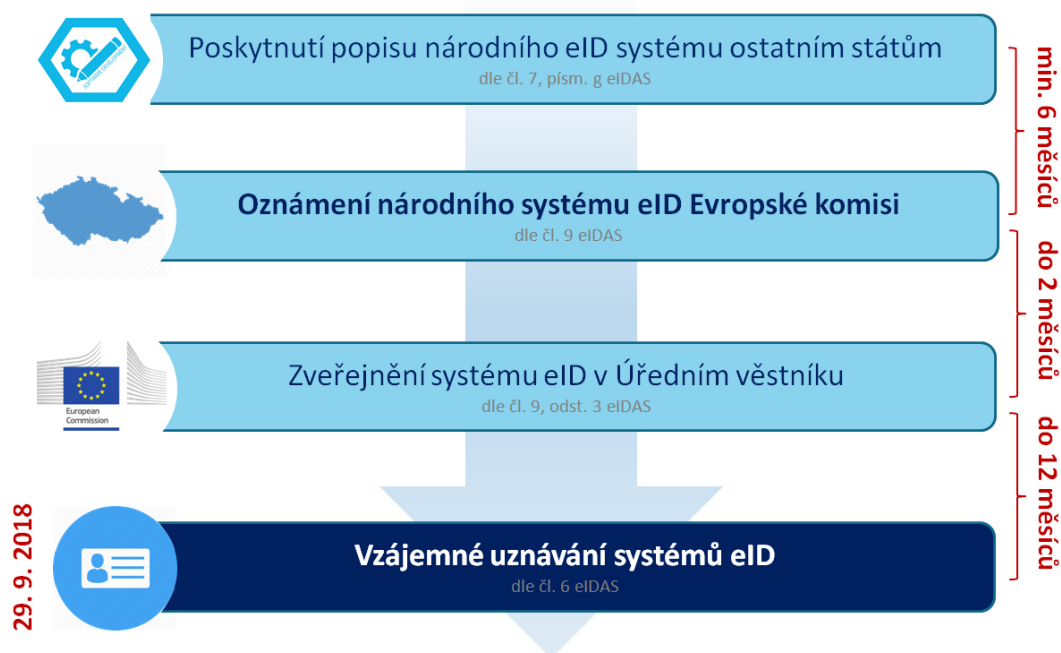 SOFTWARE DEVELOPMENT
Poskytnutí popisu národního eID systému ostatním státům
dle čl. 7, písm. g eIDAS
min. 6 měsíců
Oznámení národního systému eID Evropské komisi
dle čl. 9 eIDAS
do 2 měsíců
European
Commission
Zveřejnění systému eID v Úředním věstníku
dle čl. 9, odst. 3 eIDAS
do 12 měsíců
29. 9. 2018
Vzájemné uznávání systémů eID
dle čl. 6 eIDAS